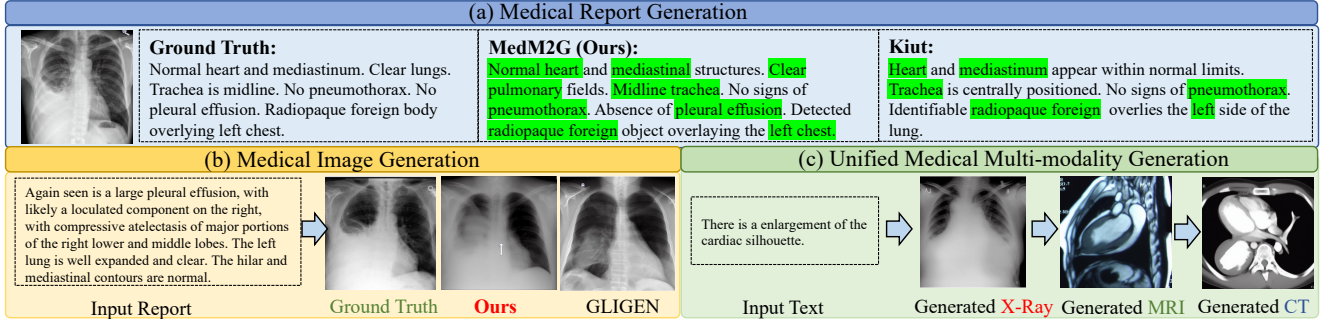 (a) Medical Report Generation
Ground Truth:
Normal heart and mediastinum. Clear lungs.
Trachea is midline. No pneumothorax. No
pleural effusion. Radiopaque foreign body
overlying left chest.
MedM2G (Ours):
Normal heart and mediastinal structures. Clear
pulmonary fields. Midline trachea. No signs of
pneumothorax. Absence of pleural effusion. Detected
radiopaque foreign object overlaying the left chest.
Kiut:
Heart and mediastinum appear within normal limits.
Trachea is centrally positioned. No signs of pneumothorax.
Identifiable radiopaque foreign overlies the left side of the
lung.
(b) Medical Image Generation
Again seen is a large pleural effusion, with
likely a loculated component on the right,
with compressive atelectasis of major portions
of the right lower and middle lobes. The left
lung is well expanded and clear. The hilar and
mediastinal contours are normal.
Input Report
Ground Truth
Ours
GLIGEN
(c) Unified Medical Multi-modality Generation
There is a enlargement of the
cardiac silhouette.
Input Text
Generated X-Ray
Generated MRI
Generated CT